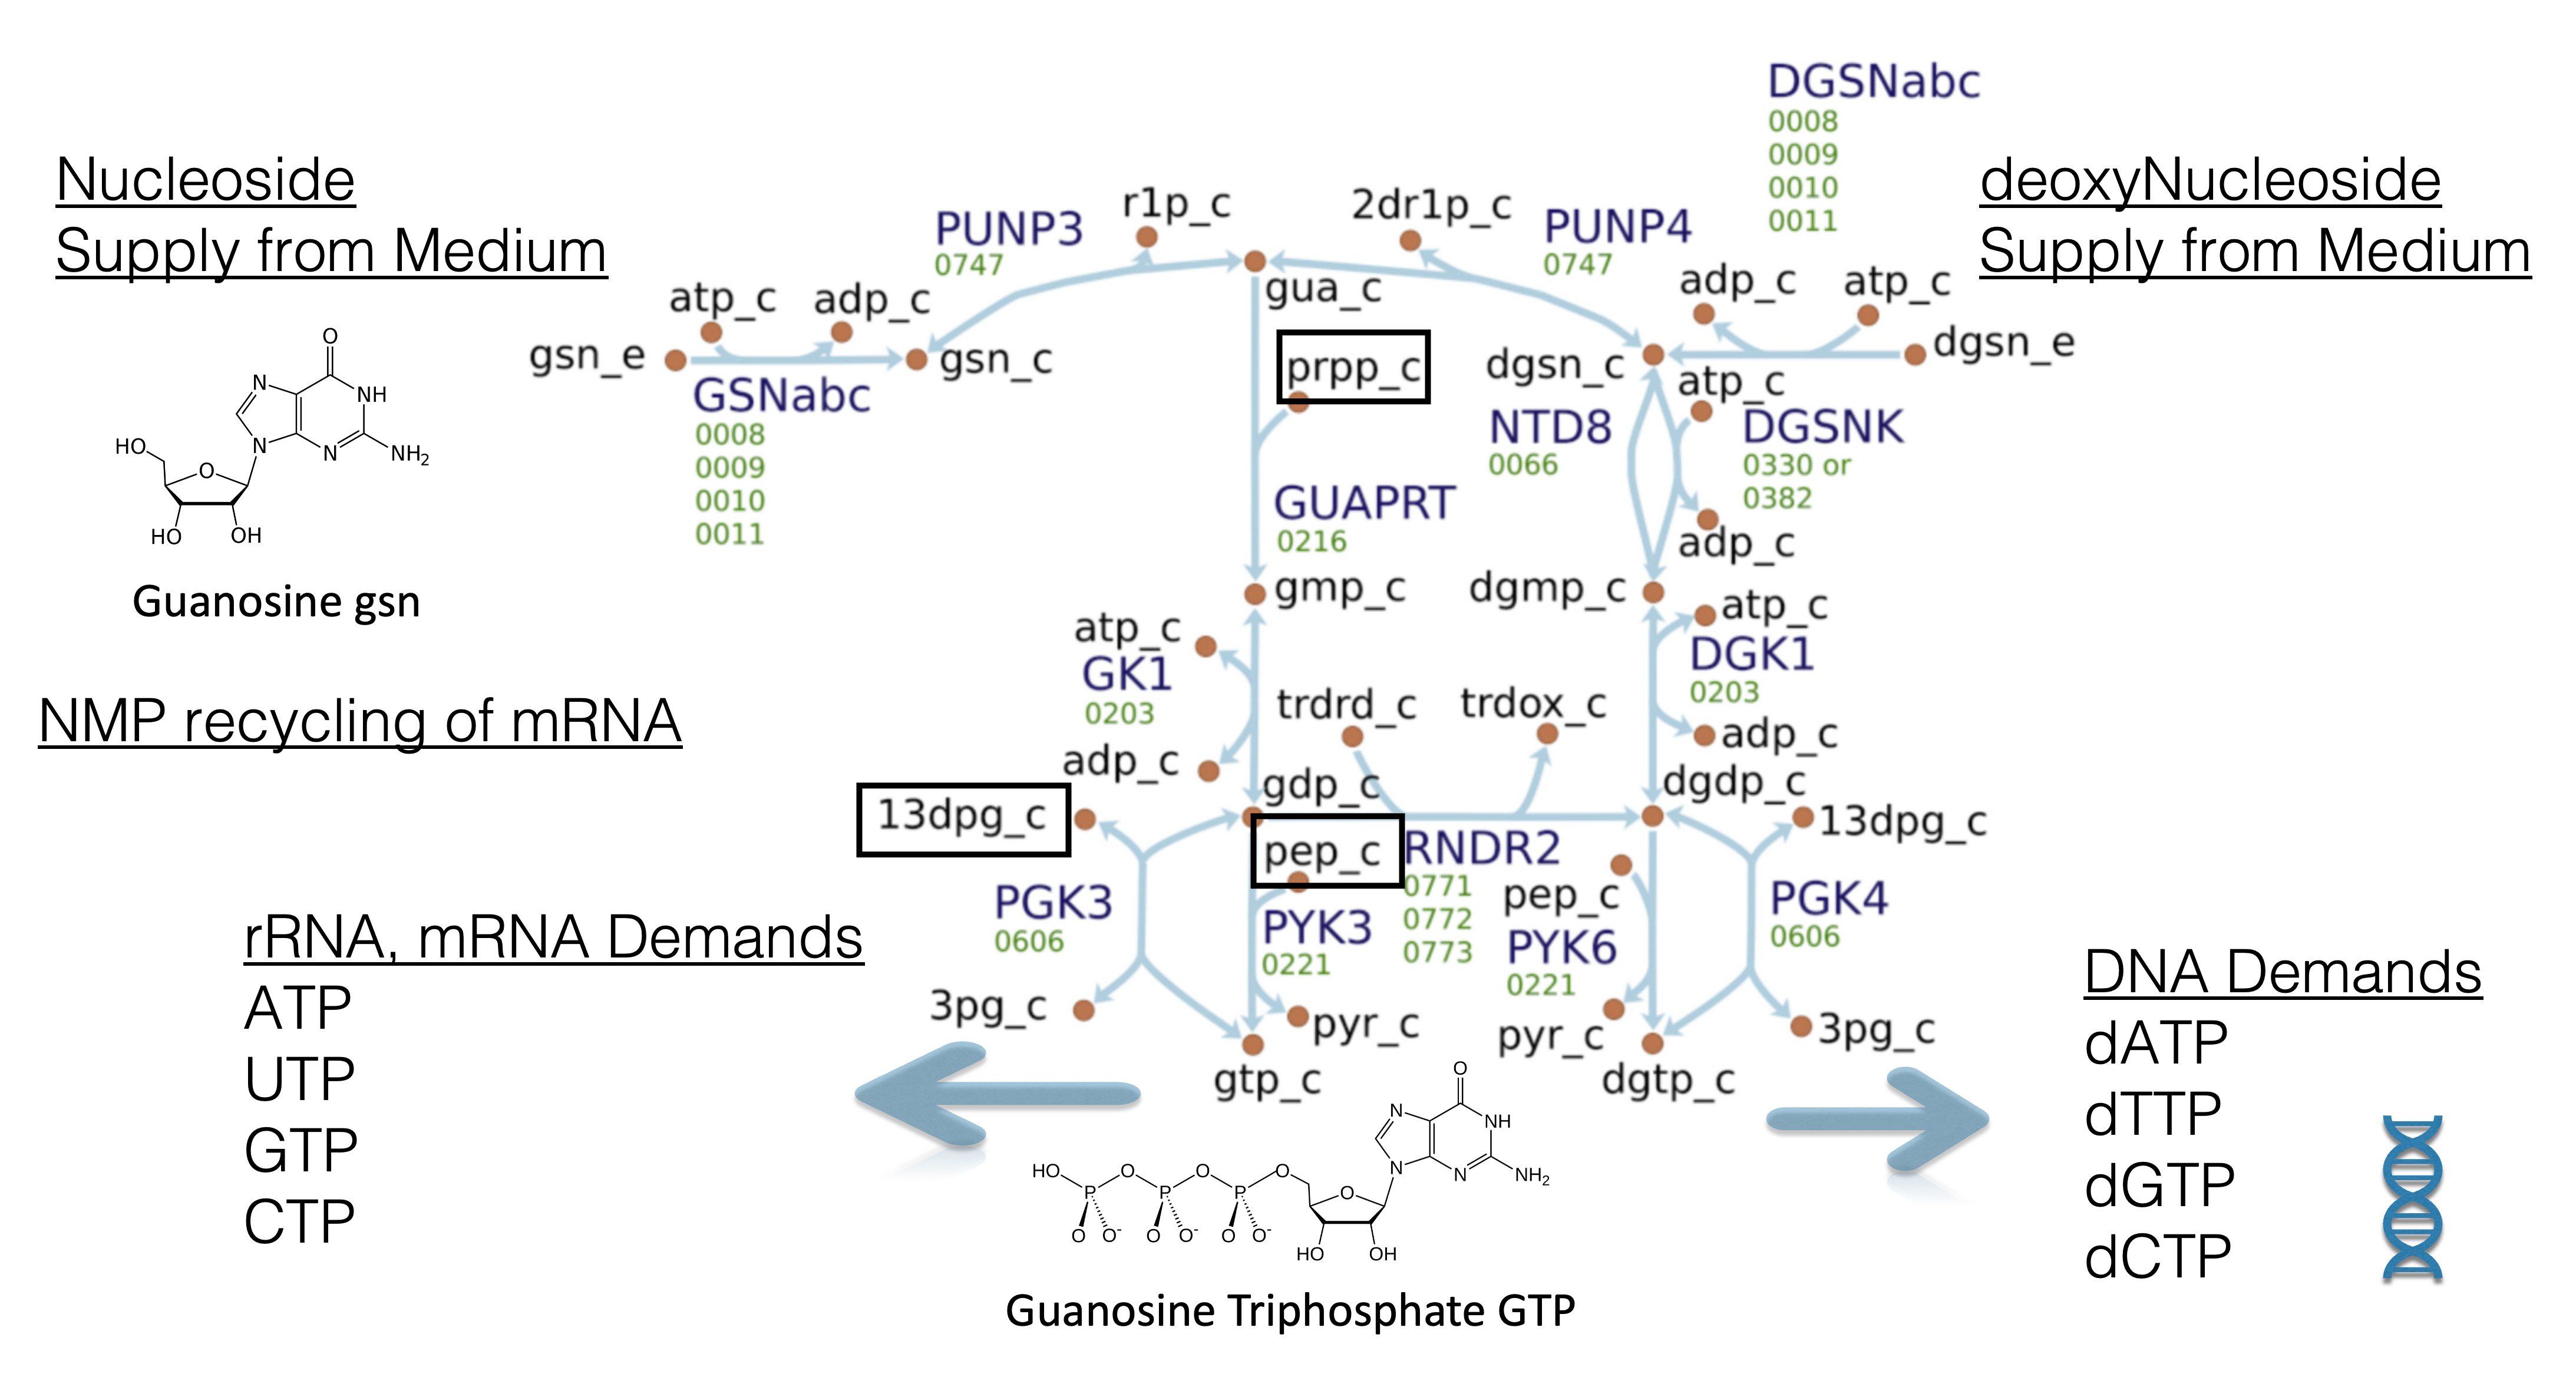 DGSNabc
0008
0009
0010
0011
Nucleoside
Supply from Medium
deoxyNucleoside
Supply from Medium
PUNP3
0747
r1p_c
2dr1p_c
PUNP4
0747
gua_c
atp_c
adp_c
gsn_e
gsn_c
GSNabc
0008
0009
0010
0011
adp_c
atp_c
dgsn_e
dgsn_c
prpp_c
GUAPRT
0216
NTD8
0066
atp_c
DGSNK
0330 or
0382
adp_c
O
N
NH
N
N
NH2
HO
O
HO
OH
Guanosine gsn
gmp_c
dgmp_c
atp_c
GK1
0203
adp_c
atp_c
DGK1
0203
adp_c
NMP recycling of mRNA
trdrd_c
trdox_c
gdp_c
dgdp_c
13dpg_c
pep_c
RNDR2
0771
0772
0773
13dpg_c
PGK3
0606
PYK3
0221
pep_c
PYK6
0221
PGK4
0606
3pg_c
pyr_c
pyr_c
3pg_c
gtp_c
dgtp_c
rRNA, mRNA Demands
ATP
UTP
GTP
CTP
DNA Demands
dATP
dTTP
dGTP
dCTP
O
N
NH
N
N
NH2
HO
P
O
P
O
P
O
O
O
O-
O
O-
O
O-
HO
OH
Guanosine Triphosphate GTP